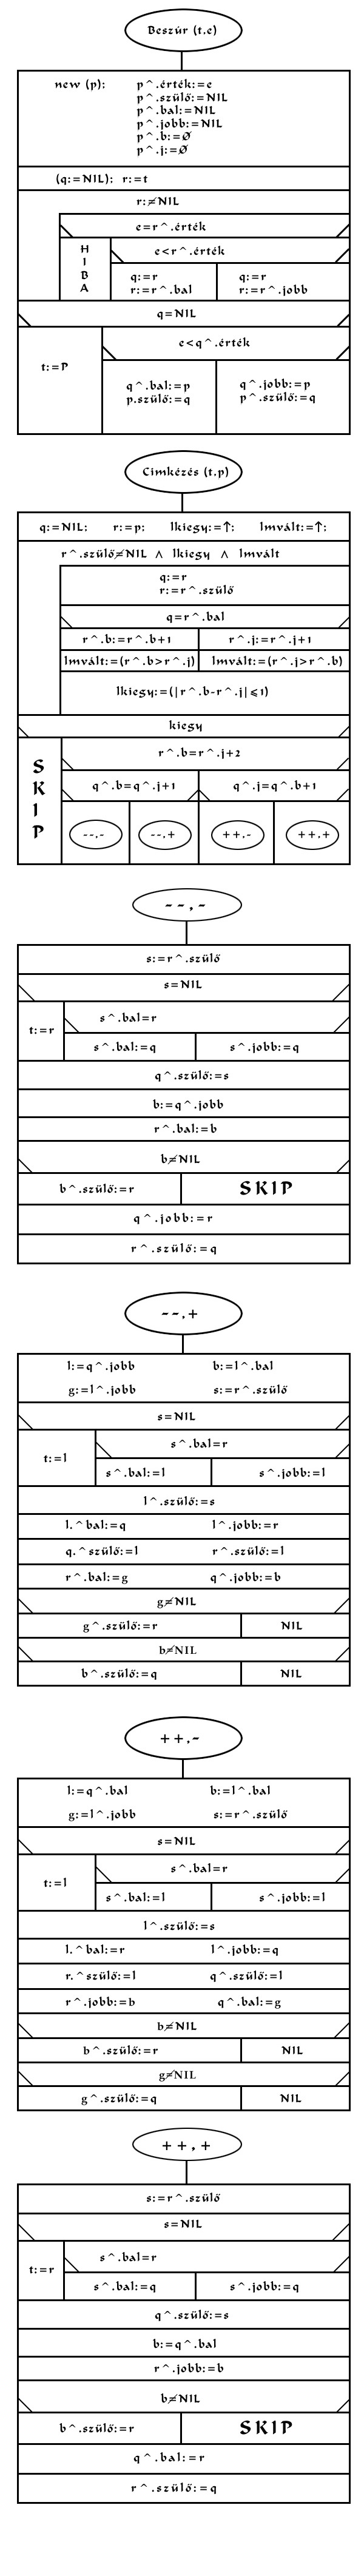 Beszúr (t,e)
new (p): p^.érték:=e
p^.szülő:=NIL
p^.bal:=NIL
p^.jobb:=NIL
p^.b:=Ø
p^.j:=Ø
(q:=NIL); r:=t
r:≠NIL
e=r^.érték
H
I
B
A
e<r^.érték
q:=r q:=r
r:=r^.bal r:=r^.jobb
q=NIL
t:=P
e<q^.érték
q^.bal:=p q^.jobb:=p
p.szülő:=q p^.szülő:=q
Címkézés (t,p)
q:=NIL; r:=p; lkiegy:=↑; lmvált:=↑;
r^.szülő≠NIL ∧ lkiegy ∧ lmvált
q:=r
r:=r^.szülő
q=r^.bal
r^.b:=r^.b+1 r^.j:=r^.j+1
lmvált:=(r^.b>r^.j) lmvált:=(r^.j>r^.b)
lkiegy:=(|r^.b-r^.j|≤1)
kiegy
S
K
I
P
r^.b=r^.j+2
q^.b=q^.j+1 q^.j=q^.b+1
--,- --,+ ++,- ++,+
--,-
s:=r^.szülő
s=NIL
t:=r
s^.bal=r
s^.bal:=q s^.jobb:=q
q^.szülő:=s
b:=q^.jobb
r^.bal:=b
b≠NIL
b^.szülő:=r SKIP
q^.jobb:=r
r^.szülő:=q
--,+
l:=q^.jobb b:=l^.bal
g:=l^.jobb s:=r^.szülő
s=NIL
t:=l
s^.bal=r
s^.bal:=l s^.jobb:=l
l^.szülő:=s
l.^bal:=q l^.jobb:=r
q.^szülő:=l r^.szülő:=l
r^.bal:=g q^.jobb:=b
g≠NIL
g^.szülő:=r NIL
b≠NIL
b^.szülő:=q NIL
++,-
l:=q^.bal b:=l^.bal
g:=l^.jobb s:=r^.szülő
s=NIL
t:=l
s^.bal=r
s^.bal:=l s^.jobb:=l
l^.szülő:=s
l.^bal:=r l^.jobb:=q
r.^szülő:=l q^.szülő:=l
r^.jobb:=b q^.bal:=g
b≠NIL
b^.szülő:=r NIL
g≠NIL
g^.szülő:=q NIL
++,+
s:=r^.szülő
s=NIL
t:=r
s^.bal=r
s^.bal:=q s^.jobb:=q
q^.szülő:=s
b:=q^.bal
r^.jobb:=b
b≠NIL
b^.szülő:=r SKIP
q^.bal:=r
r^.szülő:=q